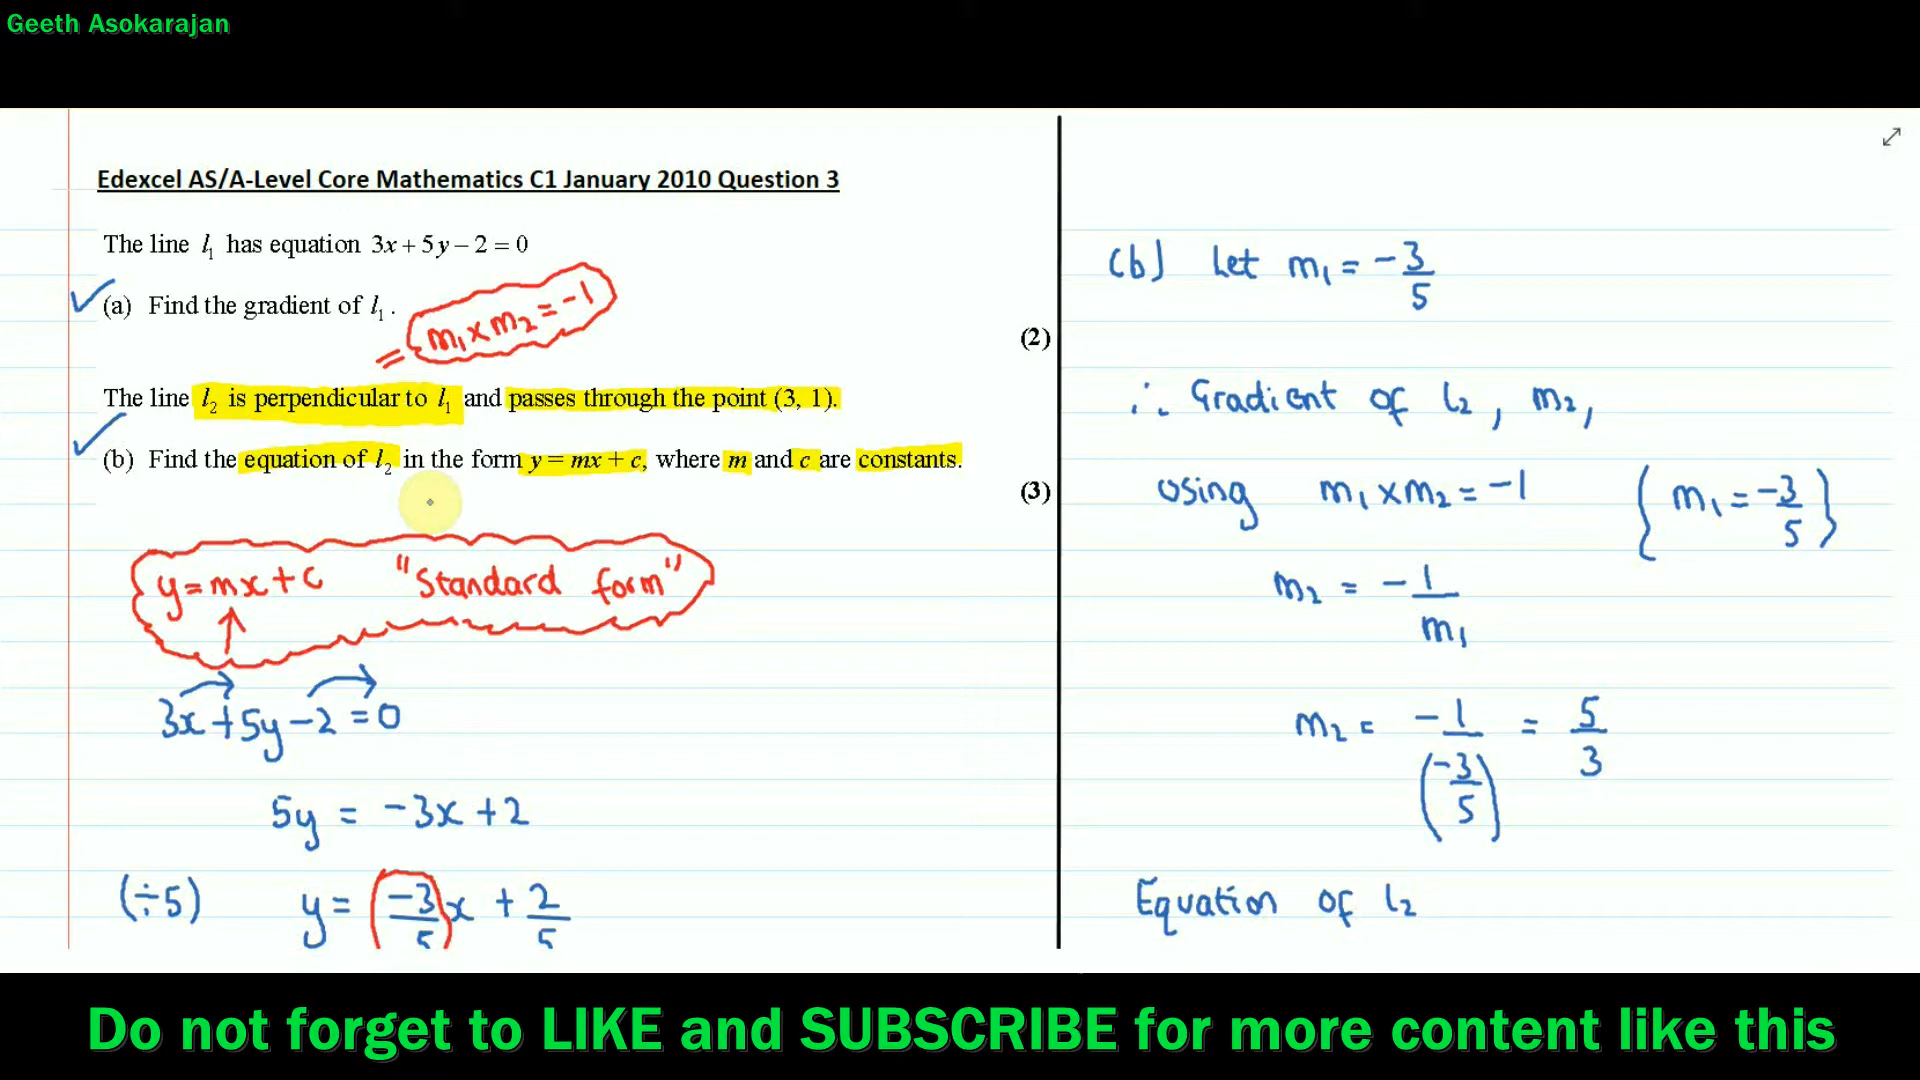 Geeth Asokarajan
Edexcel AS/A-Level Core Mathematics C1 January 2010 Question 3
The line l₁ has equation 3x + 5y − 2 = 0
(a) Find the gradient of l₁ .
= m₁ × m₂ = −1
(2)
The line l₂ is perpendicular to l₁ and passes through the point (3, 1).
(b) Find the equation of l₂ in the form y = mx + c, where m and c are constants.
(3)
y = mx + c "Standard form"
3x + 5y − 2 = 0
5y = −3x + 2
(÷5) y = −3/5 x + 2/5
(b) Let m₁ = −3/5
∴ Gradient of l₂, m₂,
using m₁ × m₂ = −1 { m₁ = −3/5 }
m₂ = −1/m₁
m₂ = −1/(−3/5) = 5/3
Equation of l₂
Do not forget to LIKE and SUBSCRIBE for more content like this